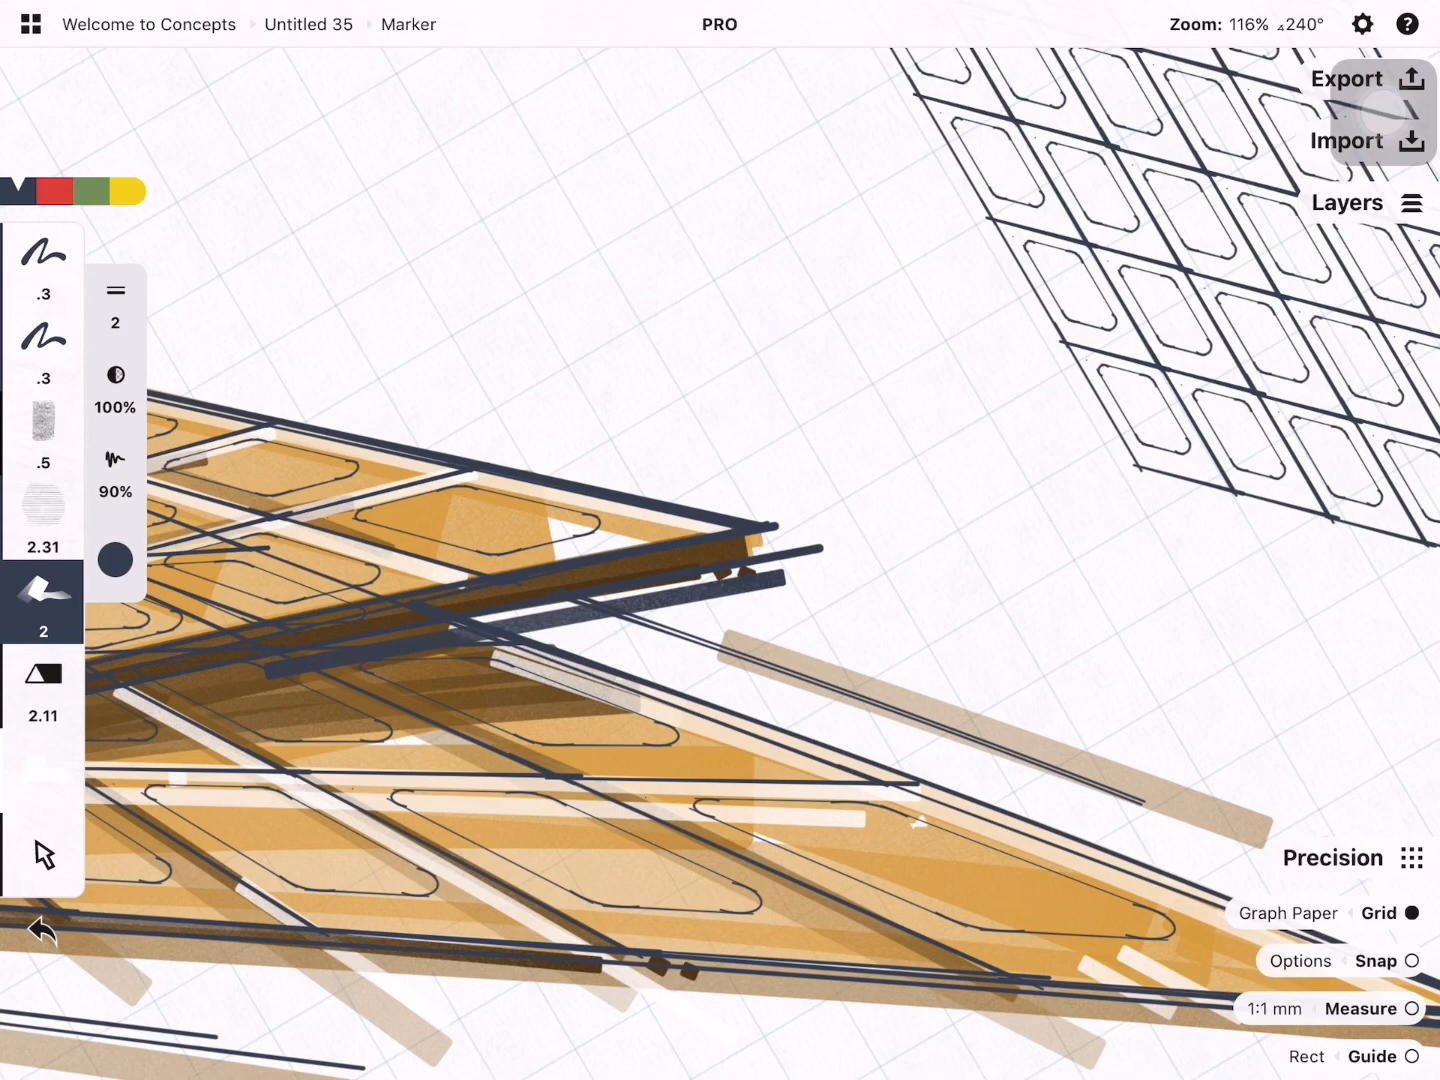 Welcome to Concepts Untitled 35 Marker PRO Zoom: 116% ⦟240° ?
Export
Import
Layers
.3
2
.3
100%
.5
90%
2.31
2
2.11
Precision
Graph Paper Grid
Options Snap
1:1 mm Measure
Rect Guide